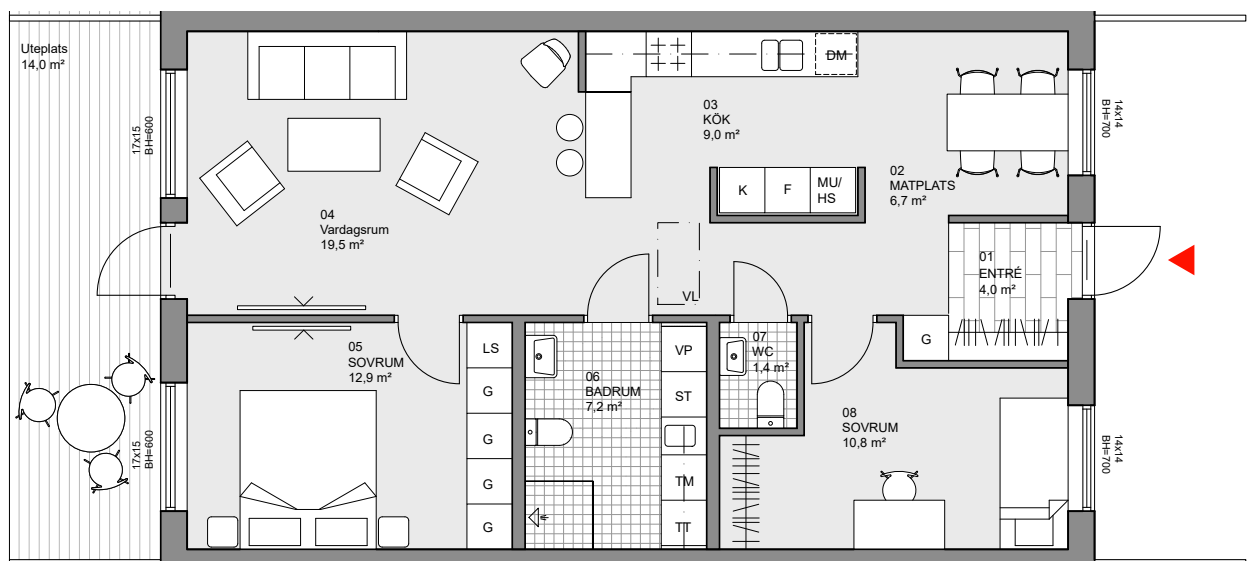 Uteplats
14,0 m²
17x15
BH=600
04
Vardagsrum
19,5 m²
03
KÖK
9,0 m²
DM
K
F
MU/
HS
02
MATPLATS
6,7 m²
14x14
BH=700
01
ENTRÉ
4,0 m²
VL
G
05
SOVRUM
12,9 m²
LS
G
G
G
G
06
BADRUM
7,2 m²
VP
ST
TM
TT
07
WC
1,4 m²
08
SOVRUM
10,8 m²
17x15
BH=600
14x14
BH=700